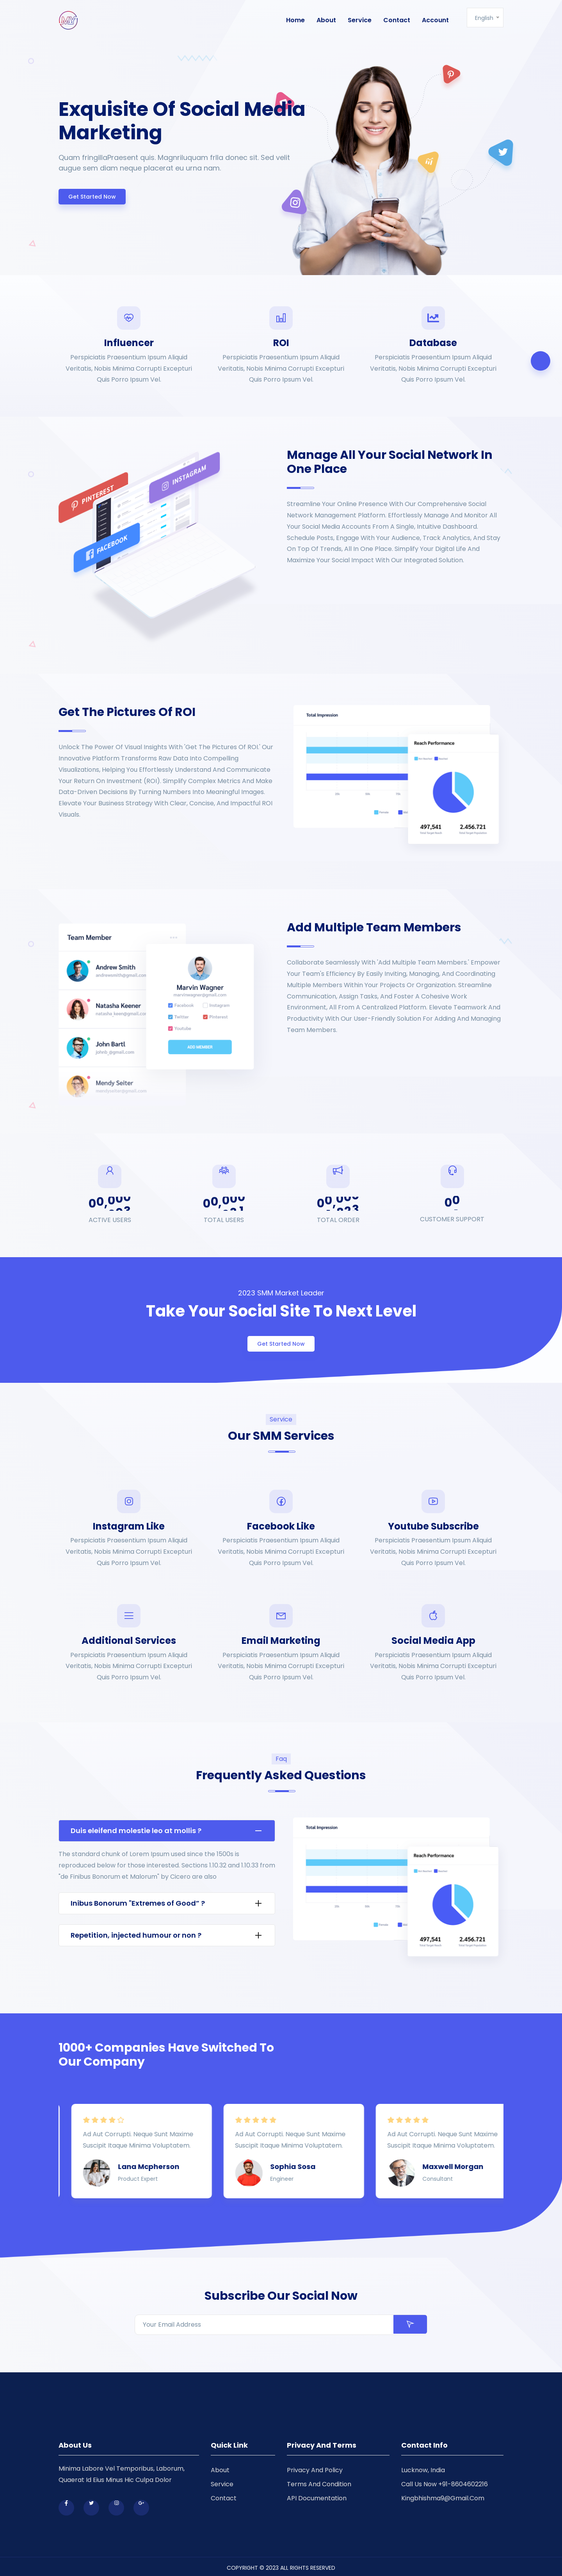 Home About Service Contact Account English
Exquisite Of Social Media
Marketing
Quam fringillaPraesent quis. Magnriluquum frlla donec sit. Sed velit
augue sem diam neque placerat eu urna nam.
Get Started Now
Influencer
Perspiciatis Praesentium Ipsum Aliquid
Veritatis, Nobis Minima Corrupti Excepturi
Quis Porro Ipsum Vel.
ROI
Perspiciatis Praesentium Ipsum Aliquid
Veritatis, Nobis Minima Corrupti Excepturi
Quis Porro Ipsum Vel.
Database
Perspiciatis Praesentium Ipsum Aliquid
Veritatis, Nobis Minima Corrupti Excepturi
Quis Porro Ipsum Vel.
PINTEREST
INSTAGRAM
FACEBOOK
Manage All Your Social Network In
One Place
Streamline Your Online Presence With Our Comprehensive Social
Network Management Platform. Effortlessly Manage And Monitor All
Your Social Media Accounts From A Single, Intuitive Dashboard.
Schedule Posts, Engage With Your Audience, Track Analytics, And Stay
On Top Of Trends, All In One Place. Simplify Your Digital Life And
Maximize Your Social Impact With Our Integrated Solution.
Get The Pictures Of ROI
Unlock The Power Of Visual Insights With 'Get The Pictures Of ROI.' Our
Innovative Platform Transforms Raw Data Into Compelling
Visualizations, Helping You Effortlessly Understand And Communicate
Your Return On Investment (ROI). Simplify Complex Metrics And Make
Data-Driven Decisions By Turning Numbers Into Meaningful Images.
Elevate Your Business Strategy With Clear, Concise, And Impactful ROI
Visuals.
Total Impression
Reach Performance
497,541
2.456.721
Team Member
Andrew Smith
Natasha Keener
John Bartl
Mendy Seiter
Marvin Wagner
Facebook
Instagram
Twitter
Pinterest
Youtube
ADD MEMBER
Add Multiple Team Members
Collaborate Seamlessly With 'Add Multiple Team Members.' Empower
Your Team's Efficiency By Easily Inviting, Managing, And Coordinating
Multiple Members Within Your Projects Or Organization. Streamline
Communication, Assign Tasks, And Foster A Cohesive Work
Environment, All From A Centralized Platform. Elevate Teamwork And
Productivity With Our User-Friendly Solution For Adding And Managing
Team Members.
ACTIVE USERS
TOTAL USERS
TOTAL ORDER
CUSTOMER SUPPORT
2023 SMM Market Leader
Take Your Social Site To Next Level
Get Started Now
Service
Our SMM Services
Instagram Like
Perspiciatis Praesentium Ipsum Aliquid
Veritatis, Nobis Minima Corrupti Excepturi
Quis Porro Ipsum Vel.
Facebook Like
Perspiciatis Praesentium Ipsum Aliquid
Veritatis, Nobis Minima Corrupti Excepturi
Quis Porro Ipsum Vel.
Youtube Subscribe
Perspiciatis Praesentium Ipsum Aliquid
Veritatis, Nobis Minima Corrupti Excepturi
Quis Porro Ipsum Vel.
Additional Services
Perspiciatis Praesentium Ipsum Aliquid
Veritatis, Nobis Minima Corrupti Excepturi
Quis Porro Ipsum Vel.
Email Marketing
Perspiciatis Praesentium Ipsum Aliquid
Veritatis, Nobis Minima Corrupti Excepturi
Quis Porro Ipsum Vel.
Social Media App
Perspiciatis Praesentium Ipsum Aliquid
Veritatis, Nobis Minima Corrupti Excepturi
Quis Porro Ipsum Vel.
Faq
Frequently Asked Questions
Duis eleifend molestie leo at mollis ?
The standard chunk of Lorem Ipsum used since the 1500s is
reproduced below for those interested. Sections 1.10.32 and 1.10.33 from
"de Finibus Bonorum et Malorum" by Cicero are also
Inibus Bonorum "Extremes of Good" ?
Repetition, injected humour or non ?
Total Impression
Reach Performance
497,541
2.456.721
1000+ Companies Have Switched To
Our Company
Ad Aut Corrupti. Neque Sunt Maxime
Suscipit Itaque Minima Voluptatem.
Lana Mcpherson
Product Expert
Ad Aut Corrupti. Neque Sunt Maxime
Suscipit Itaque Minima Voluptatem.
Sophia Sosa
Engineer
Ad Aut Corrupti. Neque Sunt Maxime
Suscipit Itaque Minima Voluptatem.
Maxwell Morgan
Consultant
Subscribe Our Social Now
Your Email Address
About Us
Minima Labore Vel Temporibus, Laborum,
Quaerat Id Eius Minus Hic Culpa Dolor
Quick Link
About
Service
Contact
Privacy And Terms
Privacy And Policy
Terms And Condition
API Documentation
Contact Info
Lucknow, India
Call Us Now +91-8604602216
Kingbhishma9@Gmail.Com
COPYRIGHT © 2023 ALL RIGHTS RESERVED